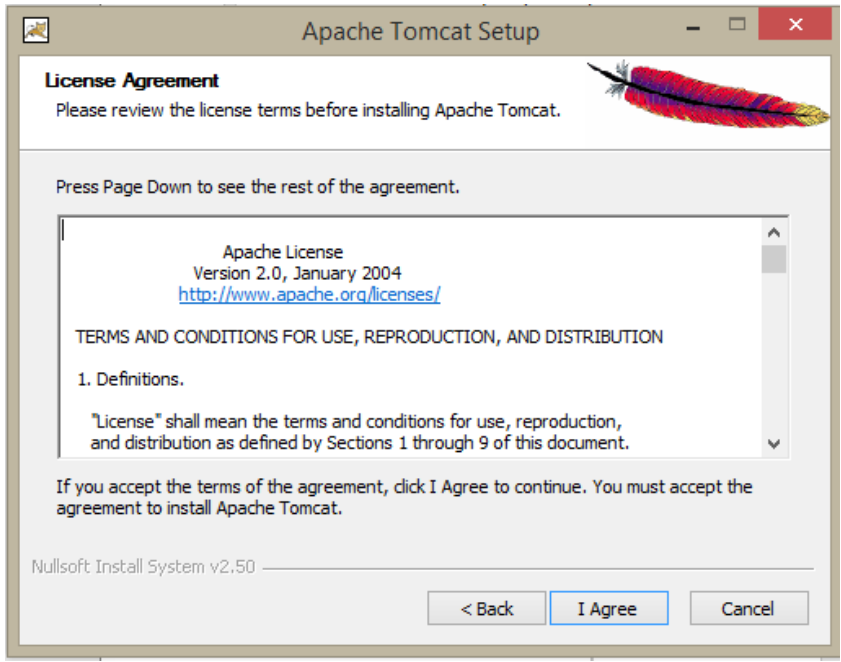 Apache Tomcat Setup
License Agreement
Please review the license terms before installing Apache Tomcat.
Press Page Down to see the rest of the agreement.
Apache License
Version 2.0, January 2004
http://www.apache.org/licenses/
TERMS AND CONDITIONS FOR USE, REPRODUCTION, AND DISTRIBUTION
1. Definitions.
"License" shall mean the terms and conditions for use, reproduction,
and distribution as defined by Sections 1 through 9 of this document.
If you accept the terms of the agreement, click I Agree to continue. You must accept the
agreement to install Apache Tomcat.
Nullsoft Install System v2.50
< Back I Agree Cancel